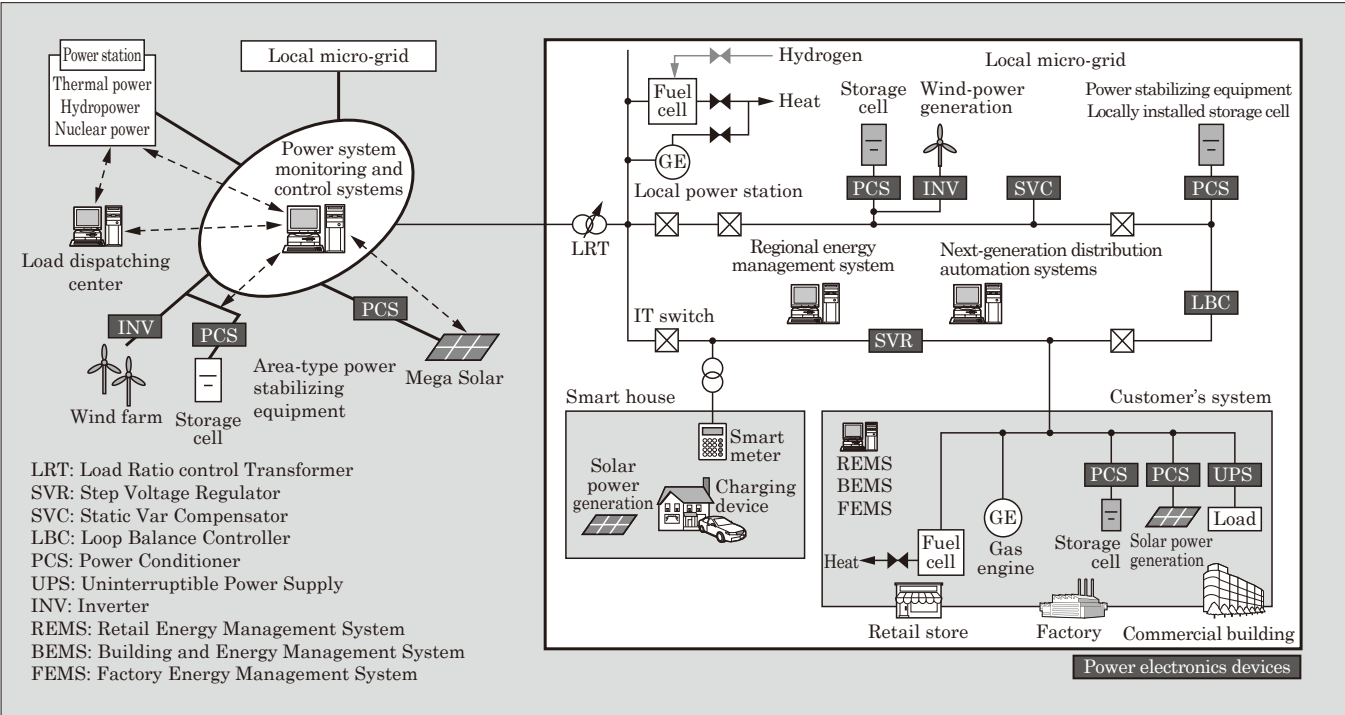 Power station
Thermal power
Hydropower
Nuclear power
Local micro-grid
Power system
monitoring and
control systems
Load dispatching
center
INV
PCS
PCS
Wind farm
Storage
cell
Area-type power
stabilizing
equipment
Mega Solar
LRT: Load Ratio control Transformer
SVR: Step Voltage Regulator
SVC: Static Var Compensator
LBC: Loop Balance Controller
PCS: Power Conditioner
UPS: Uninterruptible Power Supply
INV: Inverter
REMS: Retail Energy Management System
BEMS: Building and Energy Management System
FEMS: Factory Energy Management System
LRT
Local micro-grid
Hydrogen
Fuel
cell
Heat
GE
Local power station
Storage
cell
PCS
Wind-power
generation
INV
SVC
Power stabilizing equipment
Locally installed storage cell
PCS
Regional energy
management system
Next-generation distribution
automation systems
LBC
IT switch
SVR
Smart house
Smart
meter
Solar
power
generation
Charging
device
Customer's system
REMS
BEMS
FEMS
Heat
Fuel
cell
GE
Gas
engine
PCS
Storage
cell
PCS
Solar power
generation
UPS
Load
Retail store
Factory
Commercial building
Power electronics devices